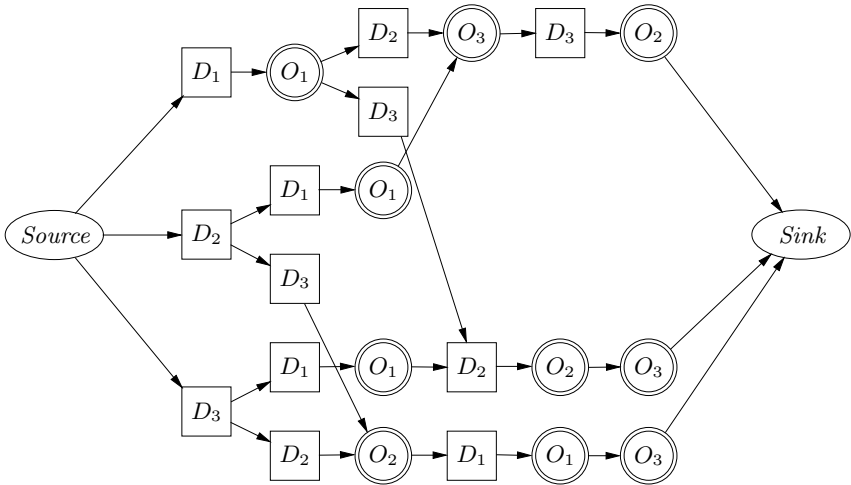 D₂ O₃ D₃ O₂
D₁ O₁
D₃
D₁ O₁
Source D₂ Sink
D₃
D₁ O₁ D₂ O₂ O₃
D₃
D₂ O₂ D₁ O₁ O₃